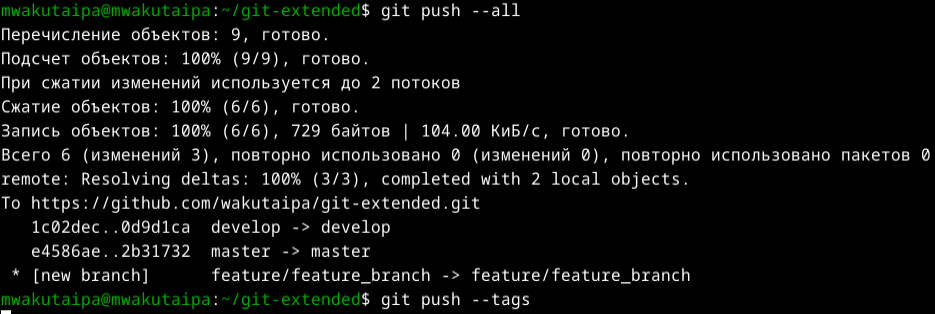 mwakutaipa@mwakutaipa:~/git-extended$ git push --all
Перечисление объектов: 9, готово.
Подсчет объектов: 100% (9/9), готово.
При сжатии изменений используется до 2 потоков
Сжатие объектов: 100% (6/6), готово.
Запись объектов: 100% (6/6), 729 байтов | 104.00 КиБ/с, готово.
Всего 6 (изменений 3), повторно использовано 0 (изменений 0), повторно использовано пакетов 0
remote: Resolving deltas: 100% (3/3), completed with 2 local objects.
To https://github.com/wakutaipa/git-extended.git
   1c02dec..0d9d1ca  develop -> develop
   e4586ae..2b31732  master -> master
 * [new branch]      feature/feature_branch -> feature/feature_branch
mwakutaipa@mwakutaipa:~/git-extended$ git push --tags